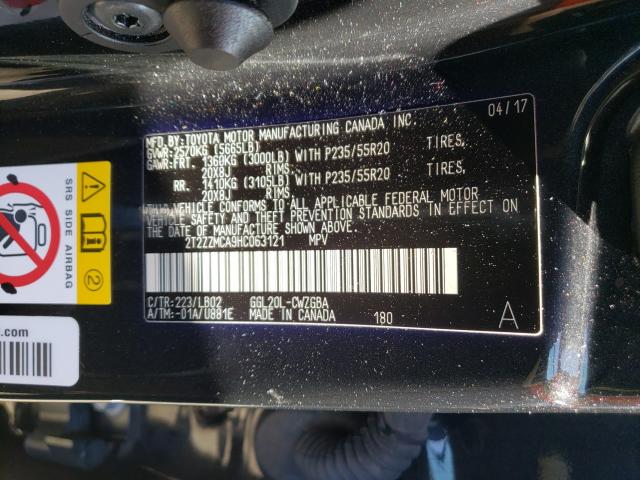 04/17
MFD.BY:TOYOTA MOTOR MANUFACTURING CANADA INC.
GVWR:2570KG (5665LB)
GAWR:FRT. 1360KG (3000LB) WITH P235/55R20 TIRES,
20X8J RIMS,
RR. 1410KG (3105LB) WITH P235/55R20 TIRES,
20X8J RIMS,
THIS VEHICLE CONFORMS TO ALL APPLICABLE FEDERAL MOTOR
VEHICLE SAFETY AND THEFT PREVENTION STANDARDS IN EFFECT ON
THE DATE OF MANUFACTURE SHOWN ABOVE.
2T2ZZMCA9HC063121 MPV
C/TR:223/LB02 GGL20L-CWZGBA
A/TM:-01A/U881E MADE IN CANADA 180 A
SRS SIDE AIRBAG
2
s.com